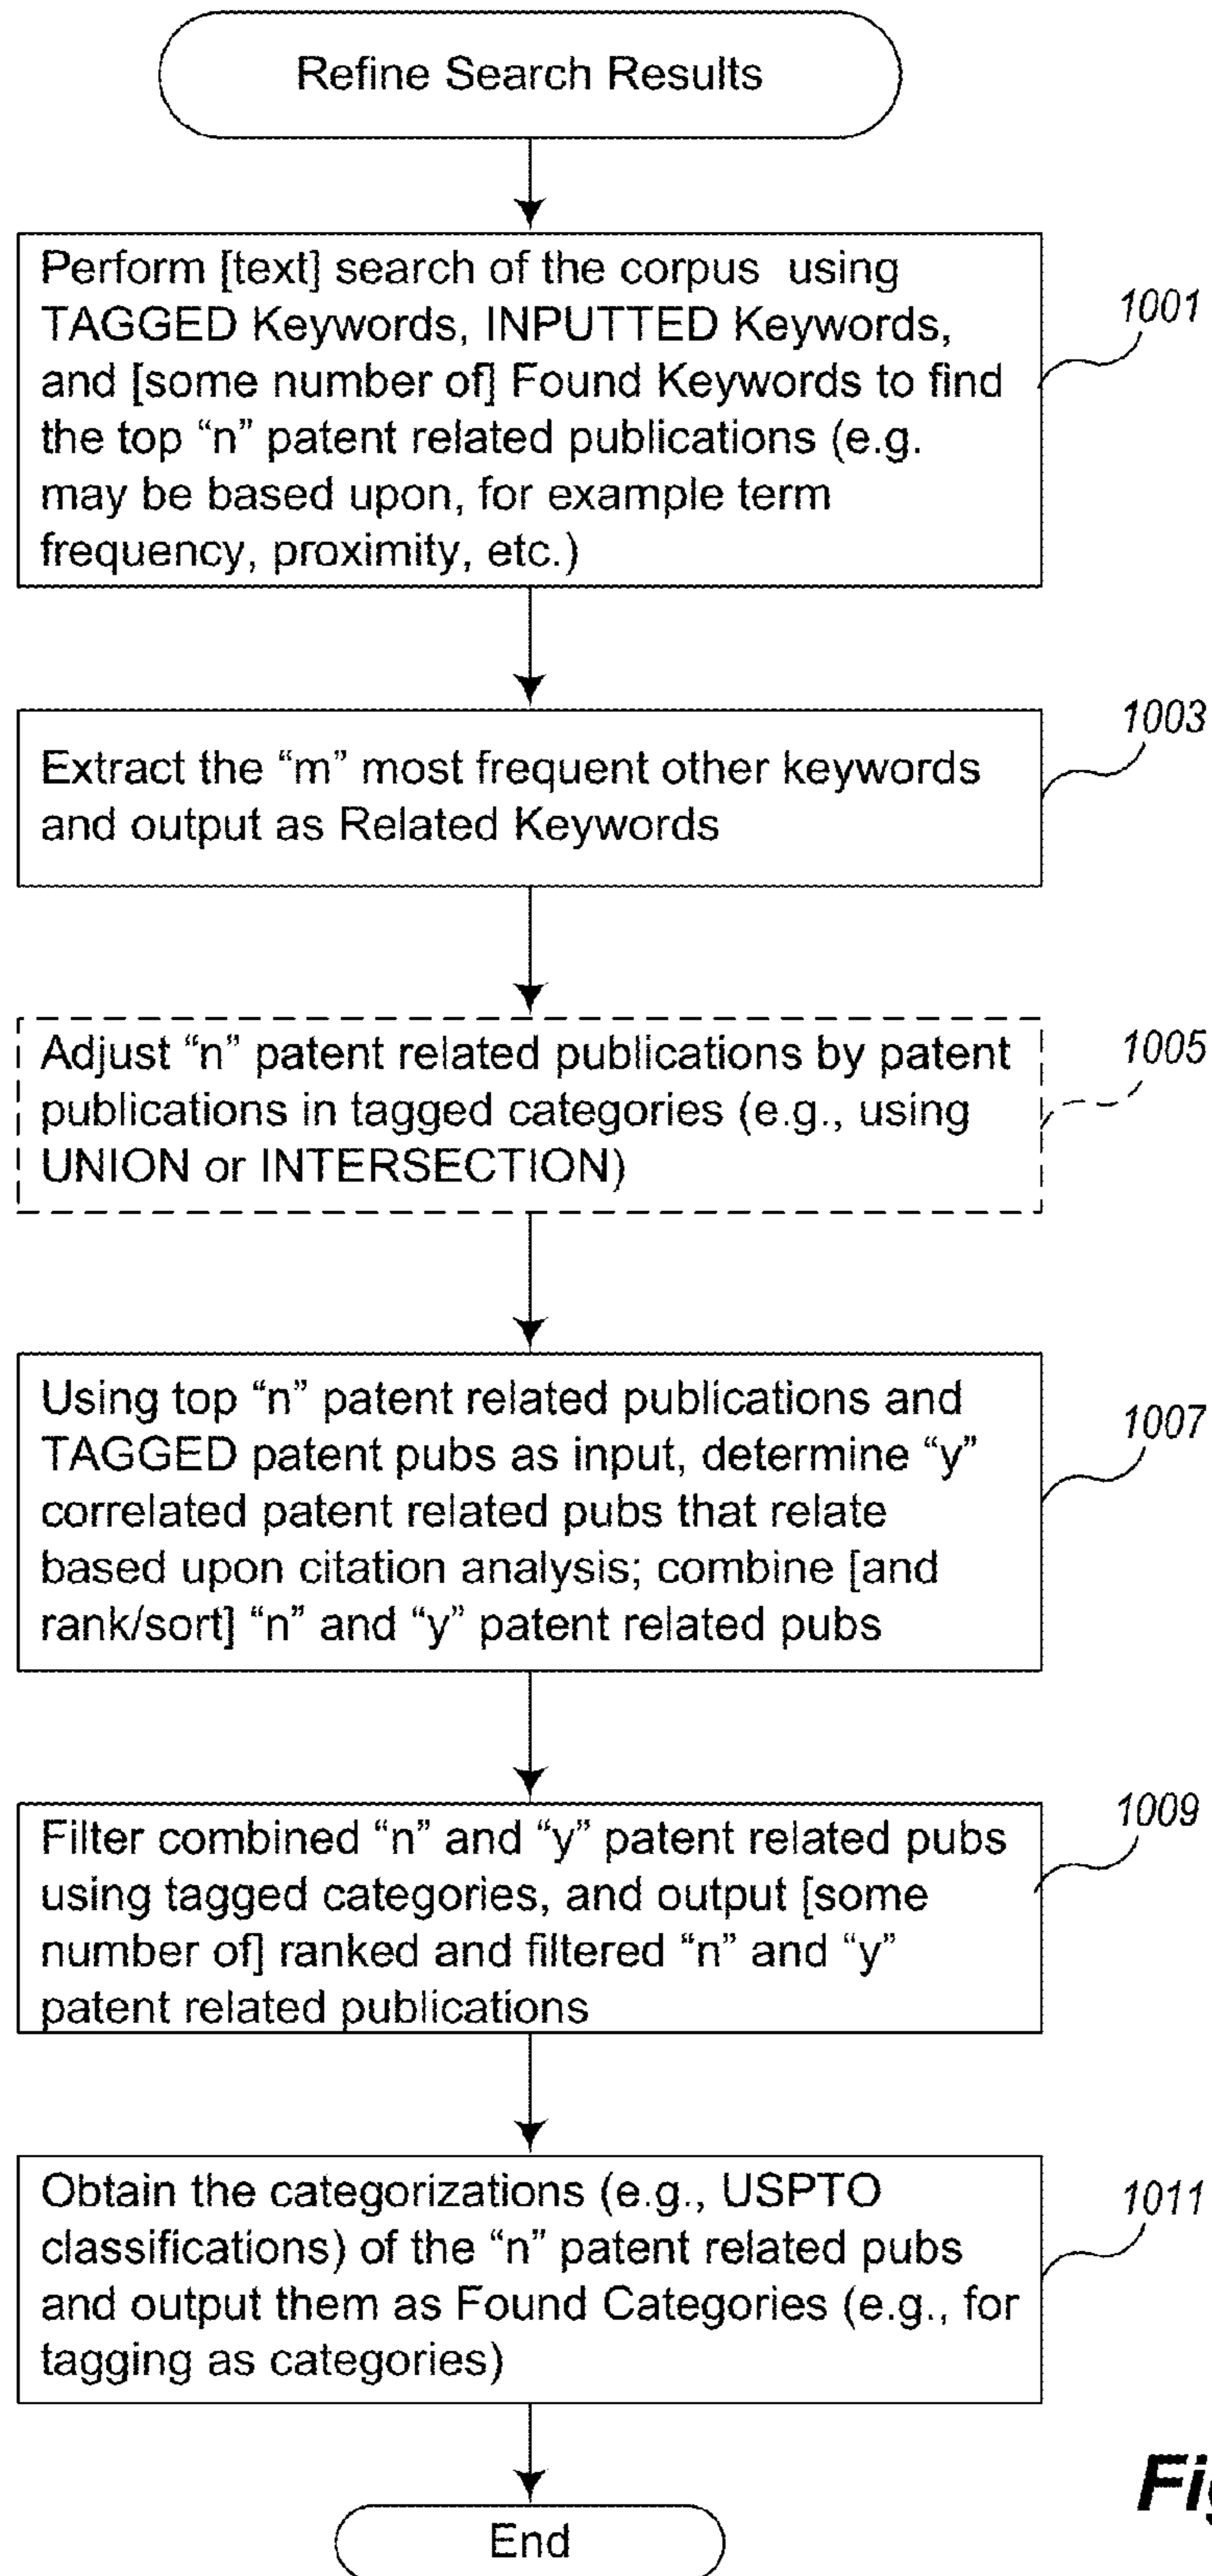 Refine Search Results
Perform [text] search of the corpus using
TAGGED Keywords, INPUTTED Keywords,
and [some number of] Found Keywords to find
the top “n” patent related publications (e.g.
may be based upon, for example term
frequency, proximity, etc.)
1001
Extract the “m” most frequent other keywords
and output as Related Keywords
1003
Adjust “n” patent related publications by patent
publications in tagged categories (e.g., using
UNION or INTERSECTION)
1005
Using top “n” patent related publications and
TAGGED patent pubs as input, determine “y”
correlated patent related pubs that relate
based upon citation analysis; combine [and
rank/sort] “n” and “y” patent related pubs
1007
Filter combined “n” and “y” patent related pubs
using tagged categories, and output [some
number of] ranked and filtered “n” and “y”
patent related publications
1009
Obtain the categorizations (e.g., USPTO
classifications) of the “n” patent related pubs
and output them as Found Categories (e.g., for
tagging as categories)
1011
End